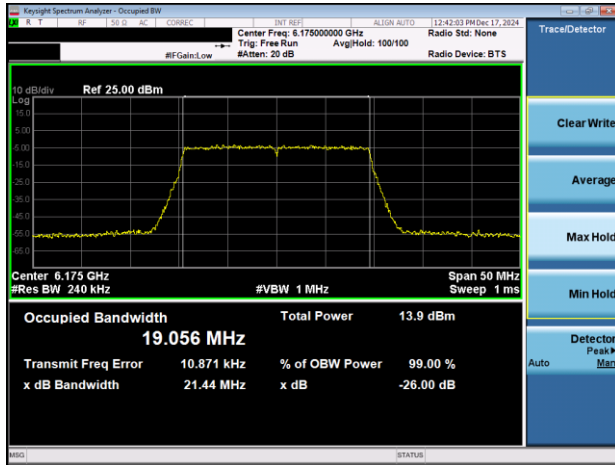 Keysight Spectrum Analyzer - Occupied BW
R T RF 50 Ω AC CORREC INT REF ALIGN AUTO 12:42:03 PM Dec 17, 2024
Center Freq: 6.175000000 GHz Radio Std: None
Trig: Free Run Avg|Hold: 100/100
#IFGain:Low #Atten: 20 dB Radio Device: BTS
Trace/Detector
10 dB/div Ref 25.00 dBm
Log
15.0
5.00
-5.00
-15.0
-25.0
-35.0
-45.0
-55.0
-65.0
Center 6.175 GHz Span 50 MHz
#Res BW 240 kHz #VBW 1 MHz Sweep 1 ms
Occupied Bandwidth Total Power 13.9 dBm
19.056 MHz
Transmit Freq Error 10.871 kHz % of OBW Power 99.00 %
x dB Bandwidth 21.44 MHz x dB -26.00 dB
Clear Write
Average
Max Hold
Min Hold
Detector
Peak
Auto Man
MSG STATUS